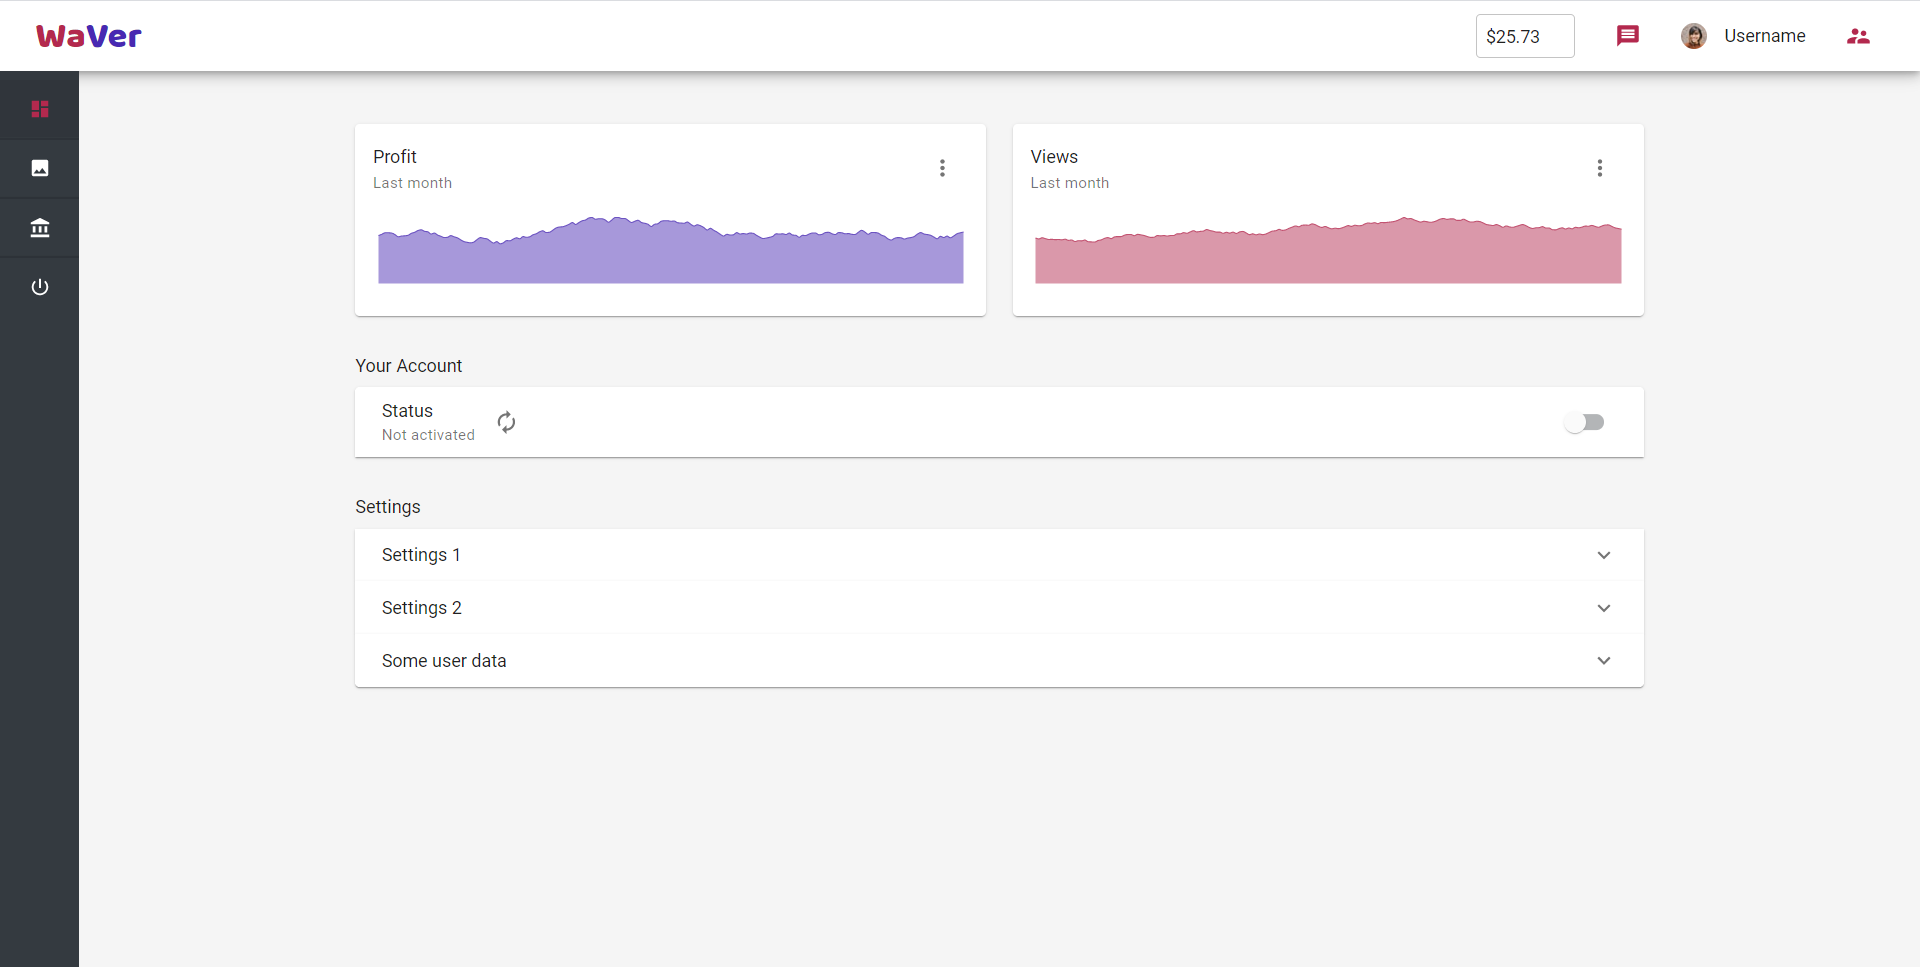 WaVer
$25.73
Username
Profit
Last month
Views
Last month
Your Account
Status
Not activated
Settings
Settings 1
Settings 2
Some user data